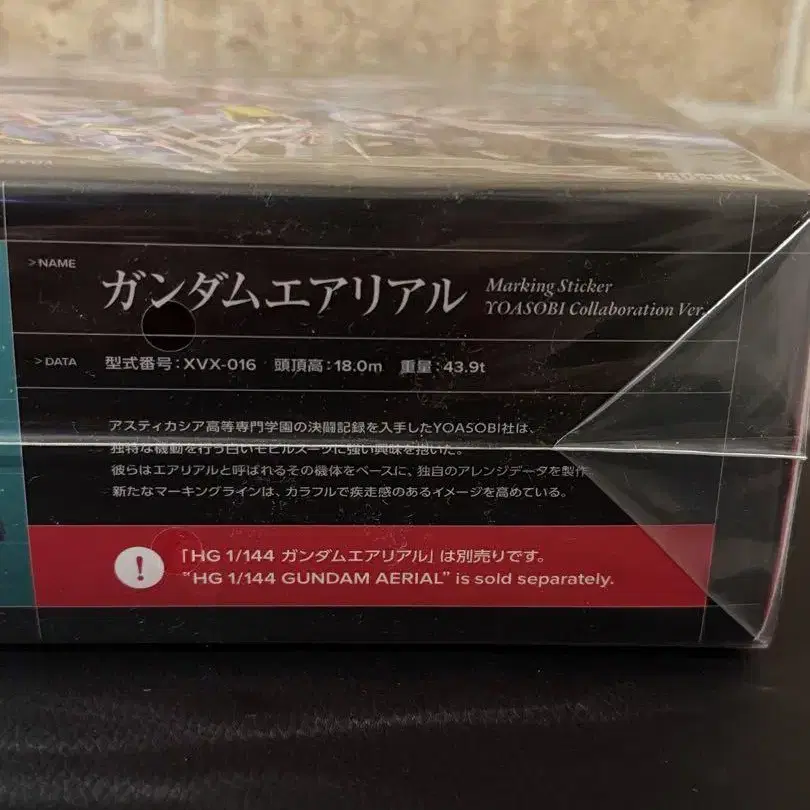 >NAME
ガンダムエアリアル
Marking Sticker
YOASOBI Collaboration Ver.
>DATA
型式番号:XVX-016 頭頂高:18.0m 重量:43.9t
アスティカシア高等専門学園の決闘記録を入手したYOASOBI社は、
独特な機動を行う白いモビルスーツに強い興味を抱いた。
彼らはエアリアルと呼ばれるその機体をベースに、独自のアレンジデータを製作。
新たなマーキングラインは、カラフルで疾走感のあるイメージを高めている。
!
「HG 1/144 ガンダムエアリアル」は別売りです。
"HG 1/144 GUNDAM AERIAL" is sold separately.